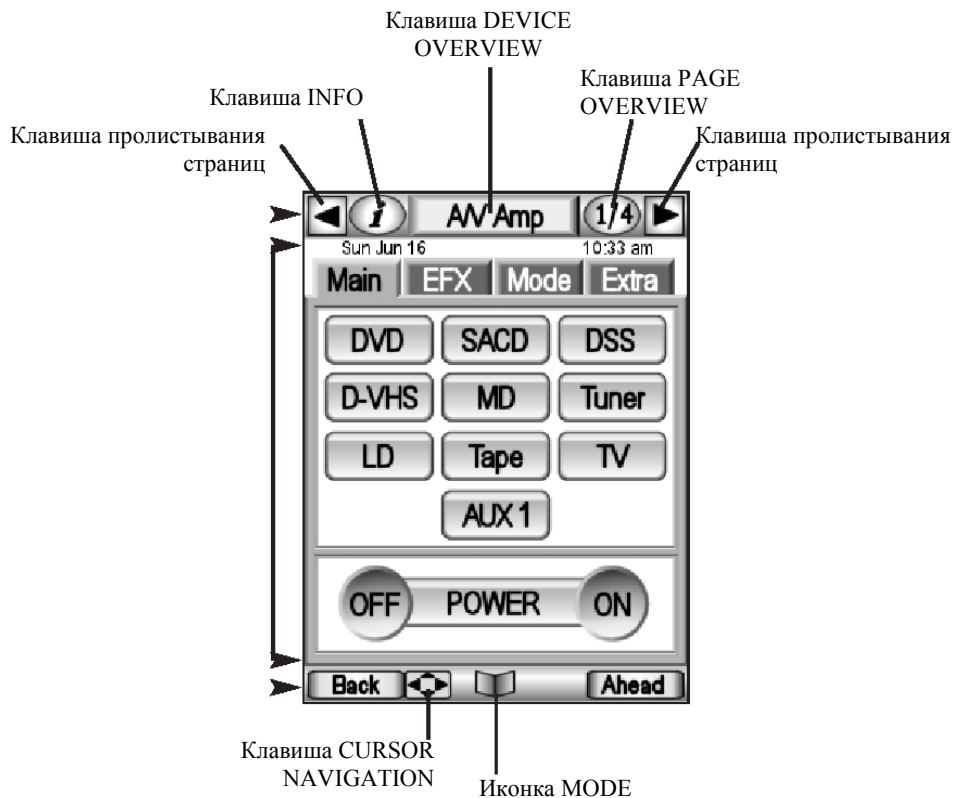 Клавиша DEVICE
OVERVIEW
Клавиша PAGE
OVERVIEW
Клавиша INFO
Клавиша пролистывания
страниц
Клавиша пролистывания
страниц
i
A/V Amp
1/4
Sun Jun 16
10:33 am
Main
EFX
Mode
Extra
DVD
SACD
DSS
D-VHS
MD
Tuner
LD
Tape
TV
AUX 1
OFF
POWER
ON
Back
Ahead
Клавиша CURSOR
NAVIGATION
Иконка MODE